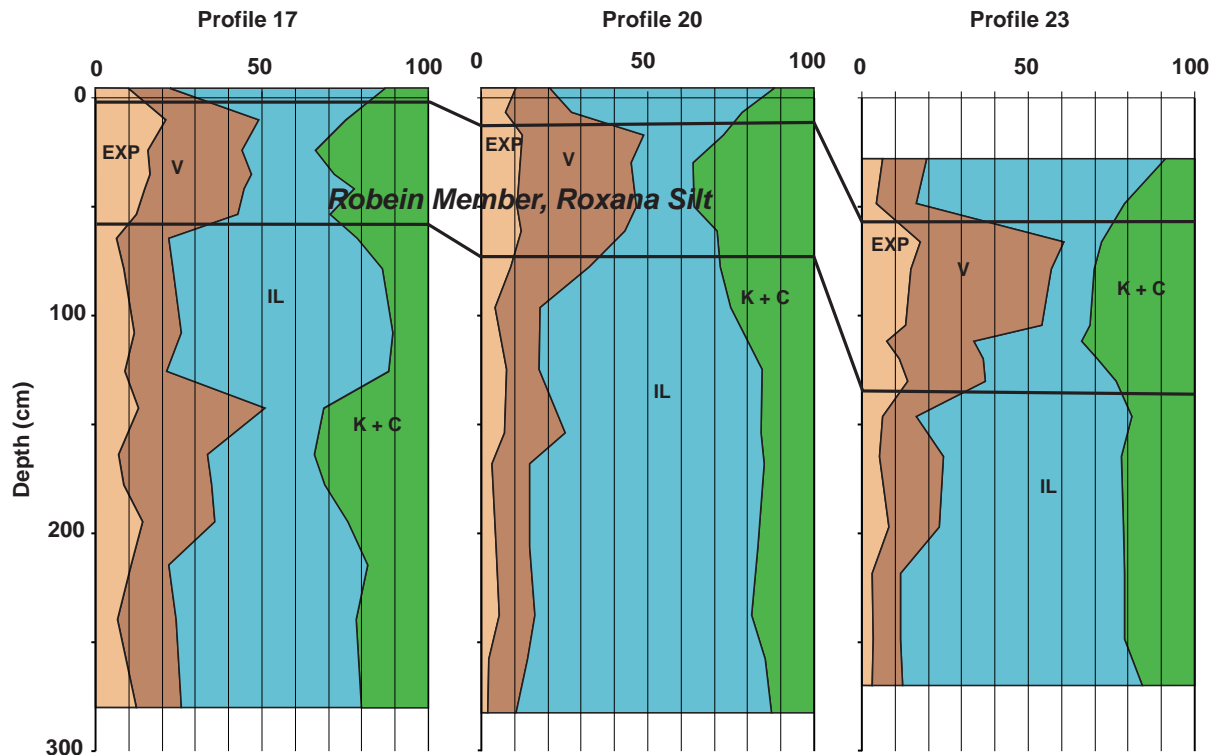 Profile 17 Profile 20 Profile 23
0 50 100 0 50 100 0 50 100
0
EXP V EXP V
Robein Member, Roxana Silt
EXP V K + C
IL K + C
100
K + C IL
IL
Depth (cm)
200
300